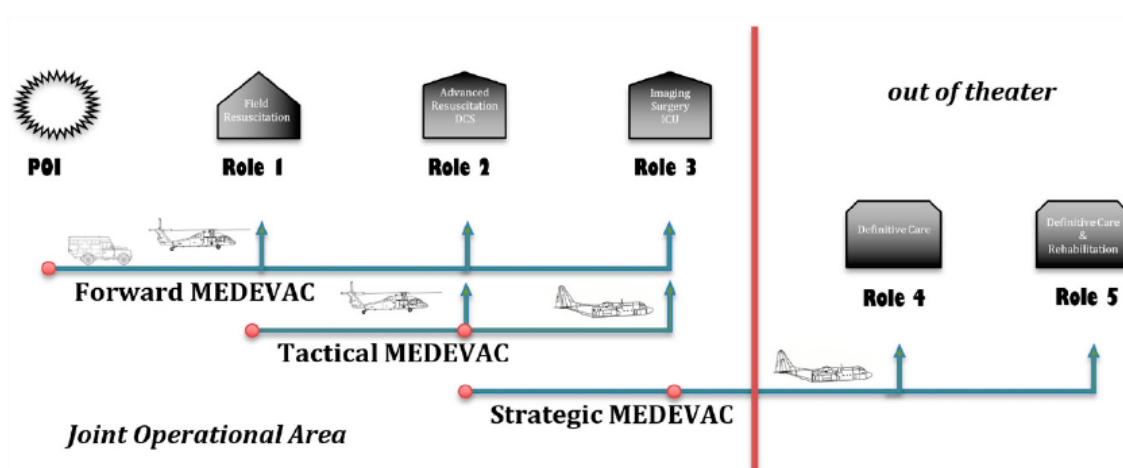 Field
Resuscitation
Advanced
Resuscitation
DCS
Imaging
Surgery
ICU
out of theater
POI
Role 1
Role 2
Role 3
Definitive Care
Definitive Care
&
Rehabilitation
Forward MEDEVAC
Role 4
Role 5
Tactical MEDEVAC
Strategic MEDEVAC
Joint Operational Area